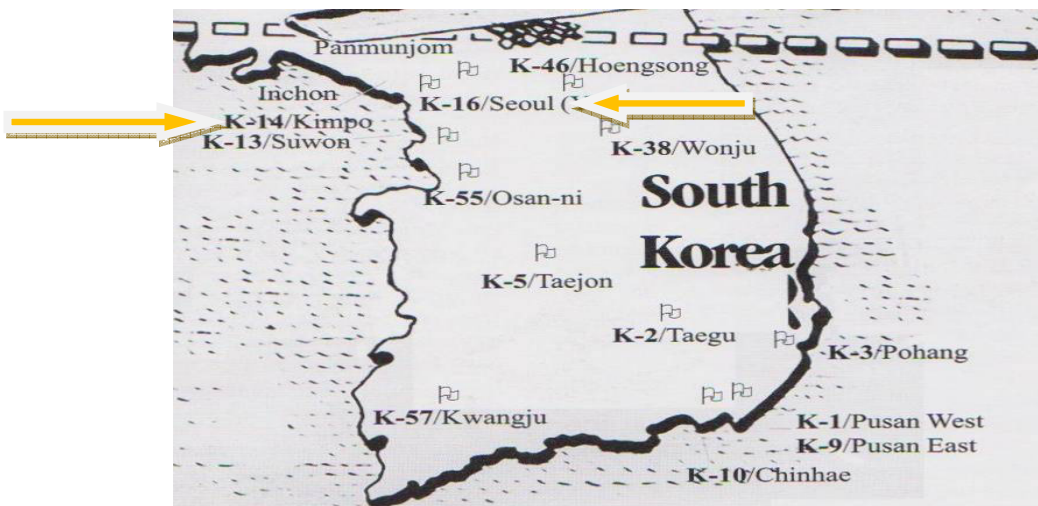 Panmunjom
K-46/Hoengsong
Inchon
K-16/Seoul (
K-14/Kimpo
K-13/Suwon
K-38/Wonju
K-55/Osan-ni
South
Korea
K-5/Taejon
K-2/Taegu
K-3/Pohang
K-57/Kwangju
K-1/Pusan West
K-9/Pusan East
K-10/Chinhae